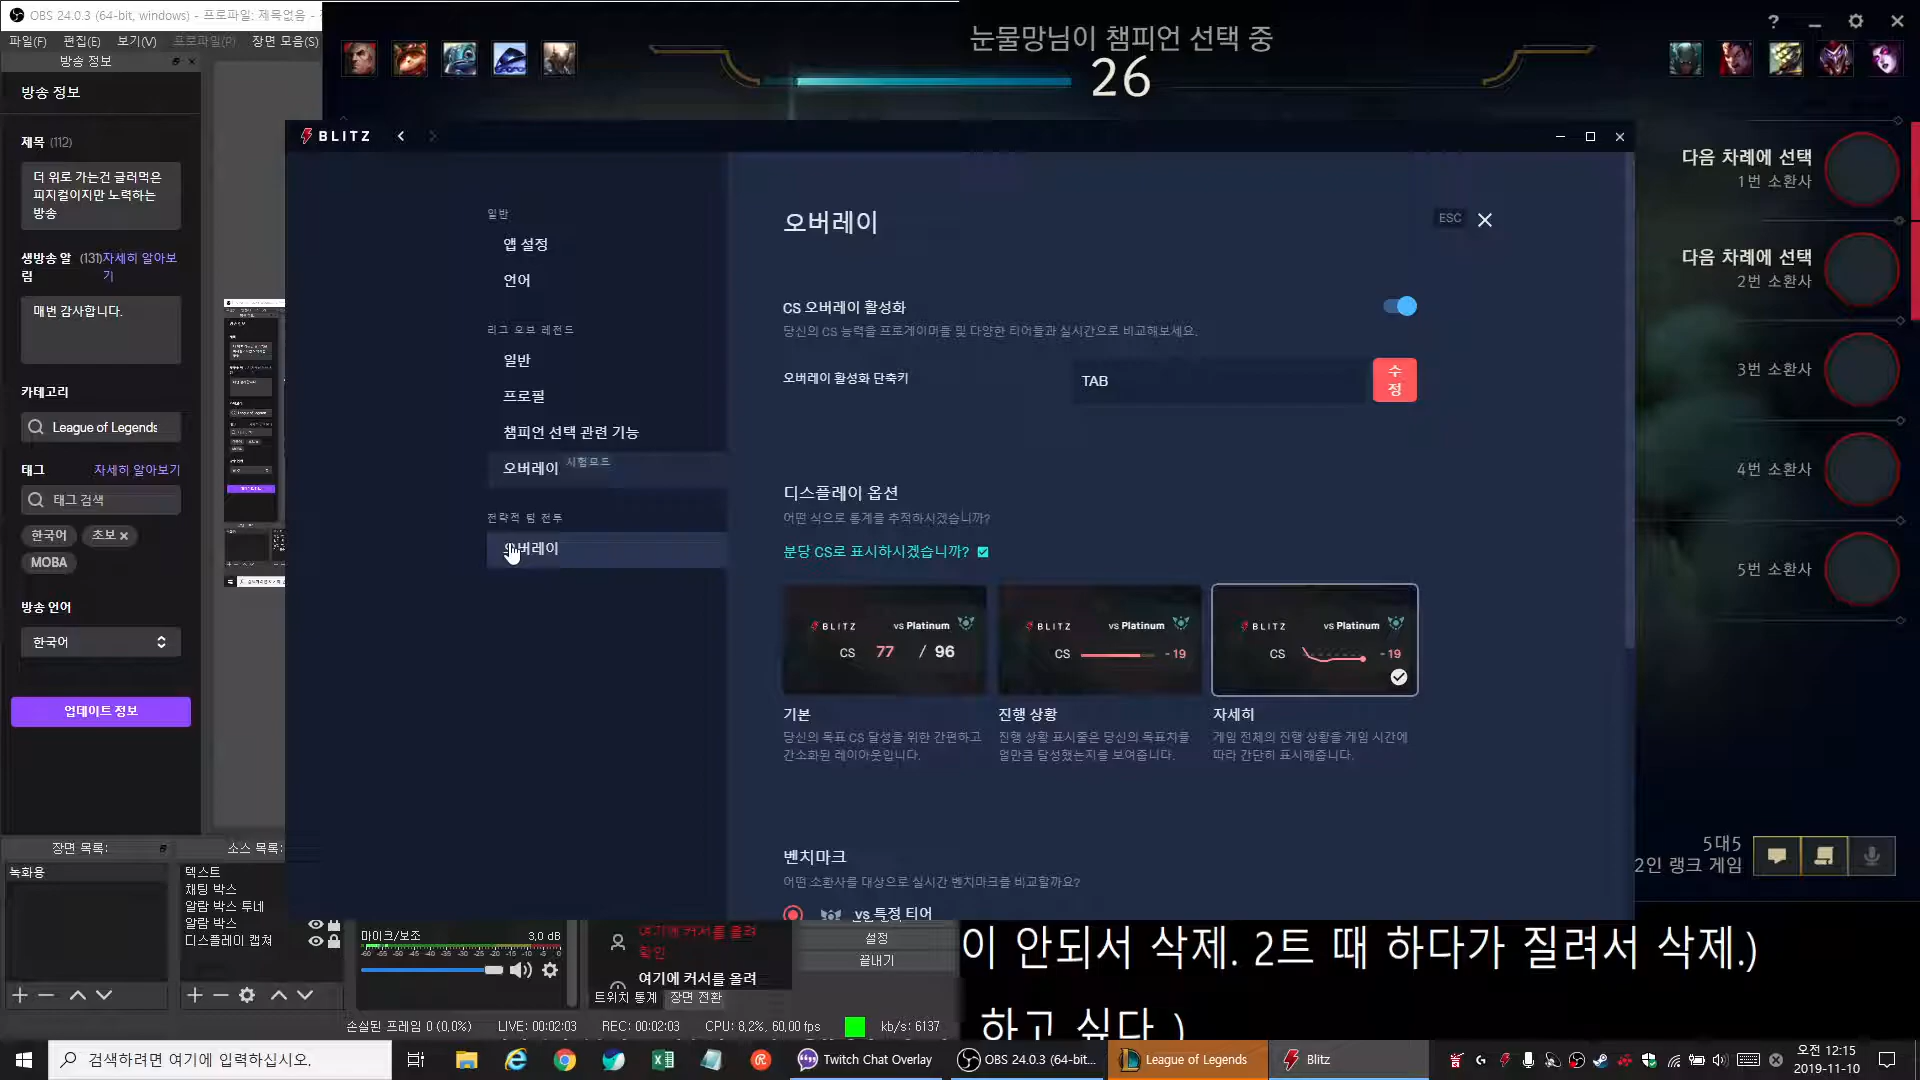 OBS 24.0.3 (64-bit, windows) - 프로파일: 제목없음 -
파일(F) 편집(E) 보기(V) 프로파일(P) 장면 모음(S)
방송 정보
방송 정보
제목 (112)
더 위로 가는건 글러먹은
피지컬이지만 노력하는
방송
생방송 알림 (131)
자세히 알아보기
매번 감사합니다.
카테고리
League of Legends
태그 자세히 알아보기
태그 검색
한국어 초보
MOBA
방송 언어
한국어
업데이트 정보
장면 목록: 소스 목록:
녹화용
텍스트
채팅 박스
알람 박스 투네
알람 박스
디스플레이 캡쳐
눈물망님이 챔피언 선택 중
26
BLITZ
일반
앱 설정
언어
리그 오브 레전드
일반
프로필
챔피언 선택 관련 기능
오버레이 시험모드
전략적 팀 전투
오버레이
오버레이
ESC
CS 오버레이 활성화
당신의 CS 능력을 프로게이머들 및 다양한 티어들과 실시간으로 비교해보세요.
오버레이 활성화 단축키 TAB 수정
디스플레이 옵션
어떤 식으로 통계를 추적하시겠습니까?
분당 CS로 표시하시겠습니까?
BLITZ vs Platinum
CS 77 / 96
BLITZ vs Platinum
CS -19
BLITZ vs Platinum
CS -19
기본
당신의 목표 CS 달성을 위한 간편하고
간소화된 레이아웃입니다.
진행 상황
진행 상황 표시줄은 당신의 목표치를
얼만큼 달성했는지를 보여줍니다.
자세히
게임 전체의 진행 상황을 게임 시간에
따라 간단히 표시해줍니다.
벤치마크
어떤 소환사를 대상으로 실시간 벤치마크를 비교할까요?
vs 특정 티어
다음 차례에 선택
1번 소환사
다음 차례에 선택
2번 소환사
3번 소환사
4번 소환사
5번 소환사
5대5
2인 랭크 게임
마이크/보조 3,0 dB
-60 -55 -50 -45 -40 -35 -30 -25 -20 -15 -10 -5 0
여기에 커서를 올려
확인
여기에 커서를 올려
트위치 통계 장면 전환
설정
끝내기
이 안되서 삭제. 2트 때 하다가 질려서 삭제.)
하고 싶다.)
손실된 프레임 0 (0,0%) LIVE: 00:02:03 REC: 00:02:03 CPU: 8,2%, 60,00 fps kb/s: 6137
검색하려면 여기에 입력하십시오.
Twitch Chat Overlay
OBS 24.0.3 (64-bit...
League of Legends
Blitz
오전 12:15
2019-11-10